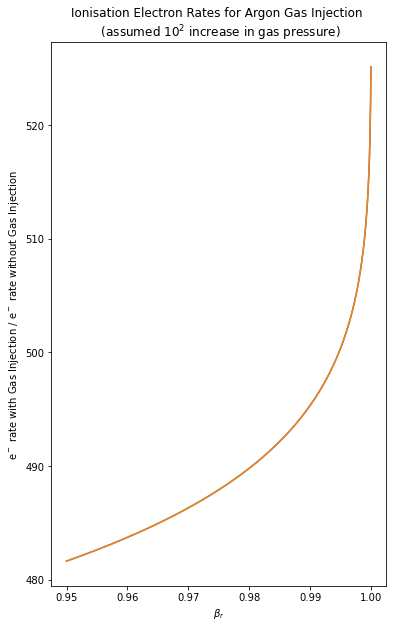 Ionisation Electron Rates for Argon Gas Injection
(assumed 10² increase in gas pressure)
e⁻ rate with Gas Injection / e⁻ rate without Gas Injection
520
510
500
490
480
0.95 0.96 0.97 0.98 0.99 1.00
βᵣ